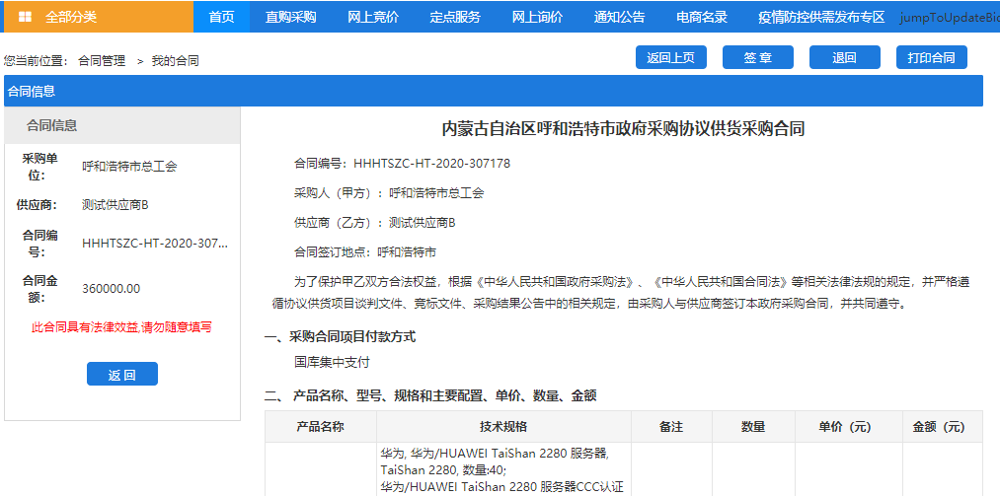 全部分类 首页 直购采购 网上竞价 定点服务 网上询价 通知公告 电商名录 疫情防控供需发布专区 jumpToUpdateBid
您当前位置： 合同管理 > 我的合同 返回上页 签 章 退回 打印合同
合同信息
合同信息
采购单位： 呼和浩特市总工会
供应商： 测试供应商B
合同编号： HHHTSZC-HT-2020-307...
合同金额： 360000.00
此合同具有法律效益,请勿随意填写
返 回
内蒙古自治区呼和浩特市政府采购协议供货采购合同
合同编号： HHHTSZC-HT-2020-307178
采购人（甲方）： 呼和浩特市总工会
供应商（乙方）： 测试供应商B
合同签订地点： 呼和浩特市
为了保护甲乙双方合法权益，根据《中华人民共和国政府采购法》、《中华人民共和国合同法》等相关法律法规的规定，并严格遵
循协议供货项目谈判文件、竞标文件、采购结果公告中的相关规定，由采购人与供应商签订本政府采购合同，并共同遵守。
一、采购合同项目付款方式
国库集中支付
二、 产品名称、型号、规格和主要配置、单价、数量、金额
产品名称 技术规格 备注 数量 单价（元） 金额（元）
华为, 华为/HUAWEI TaiShan 2280 服务器,
TaiShan 2280, 数量:40;
华为/HUAWEI TaiShan 2280 服务器CCC认证